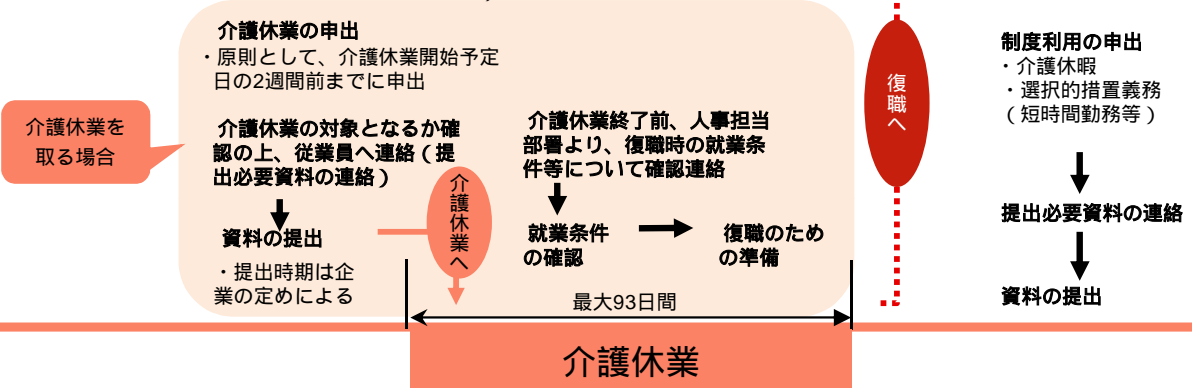 介護休業の申出
・原則として、介護休業開始予定
日の2週間前までに申出
介護休業を
取る場合
介護休業の対象となるか確
認の上、従業員へ連絡（提
出必要資料の連絡）
資料の提出
・提出時期は企
業の定めによる
介護休業へ
介護休業終了前、人事担当
部署より、復職時の就業条
件等について確認連絡
就業条件
の確認
復職のため
の準備
最大93日間
介護休業
復職へ
制度利用の申出
・介護休暇
・選択的措置義務
（短時間勤務等）
提出必要資料の連絡
資料の提出